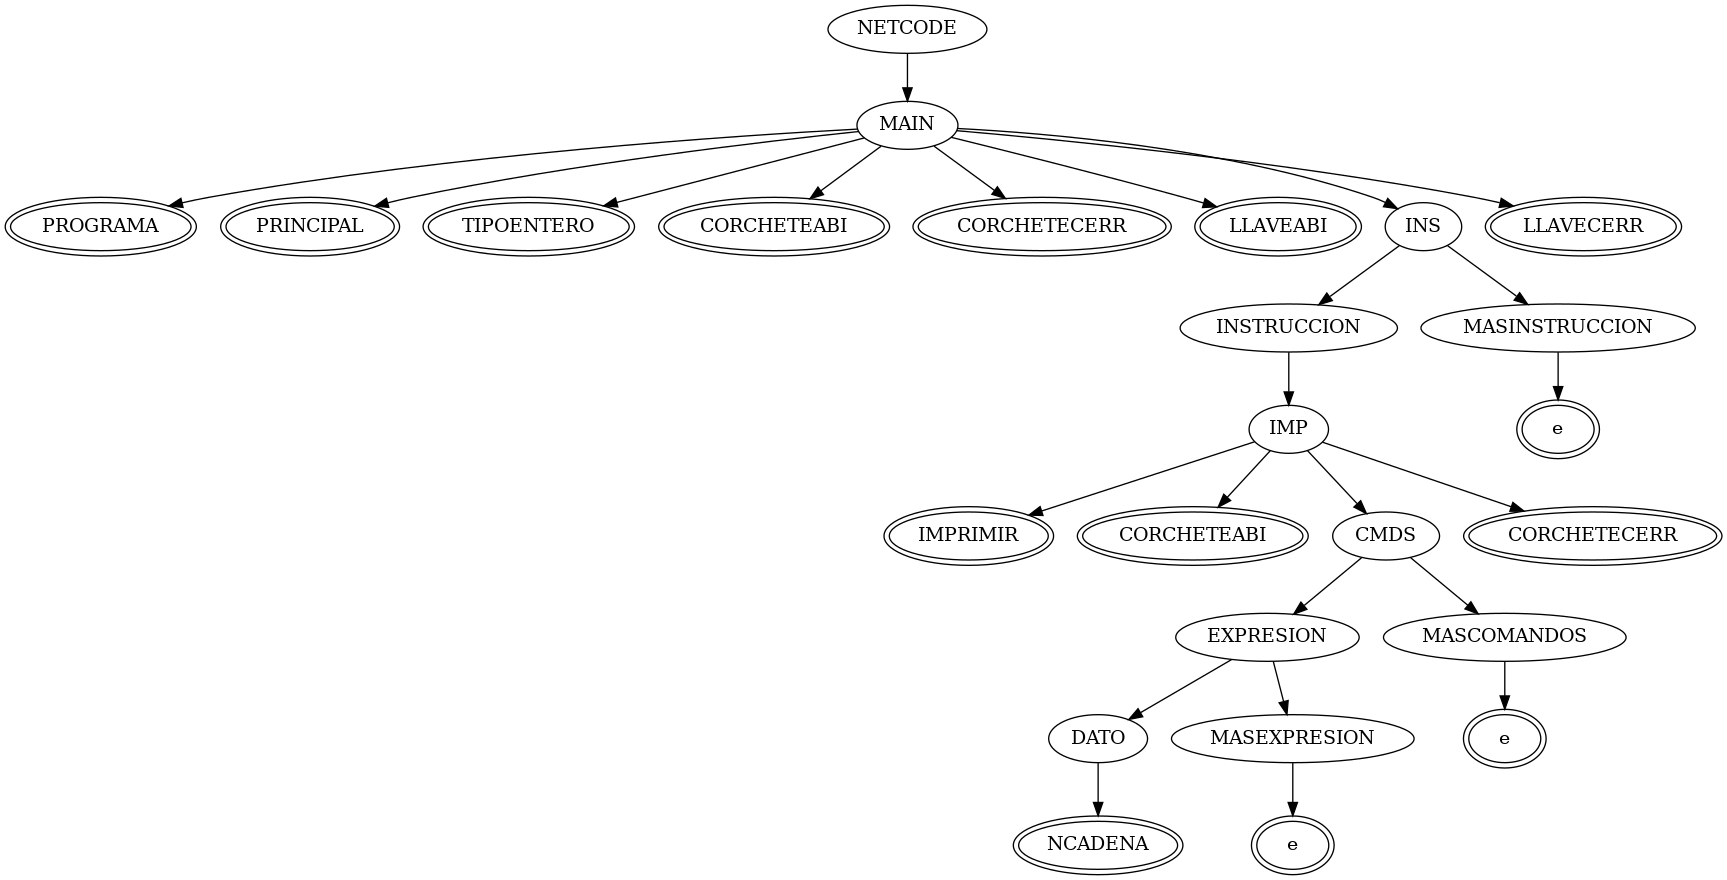 NETCODE
MAIN
PROGRAMA PRINCIPAL TIPOENTERO CORCHETEABI CORCHETECERR LLAVEABI INS LLAVECERR
INSTRUCCION MASINSTRUCCION
IMP e
IMPRIMIR CORCHETEABI CMDS CORCHETECERR
EXPRESION MASCOMANDOS
DATO MASEXPRESION e
NCADENA e